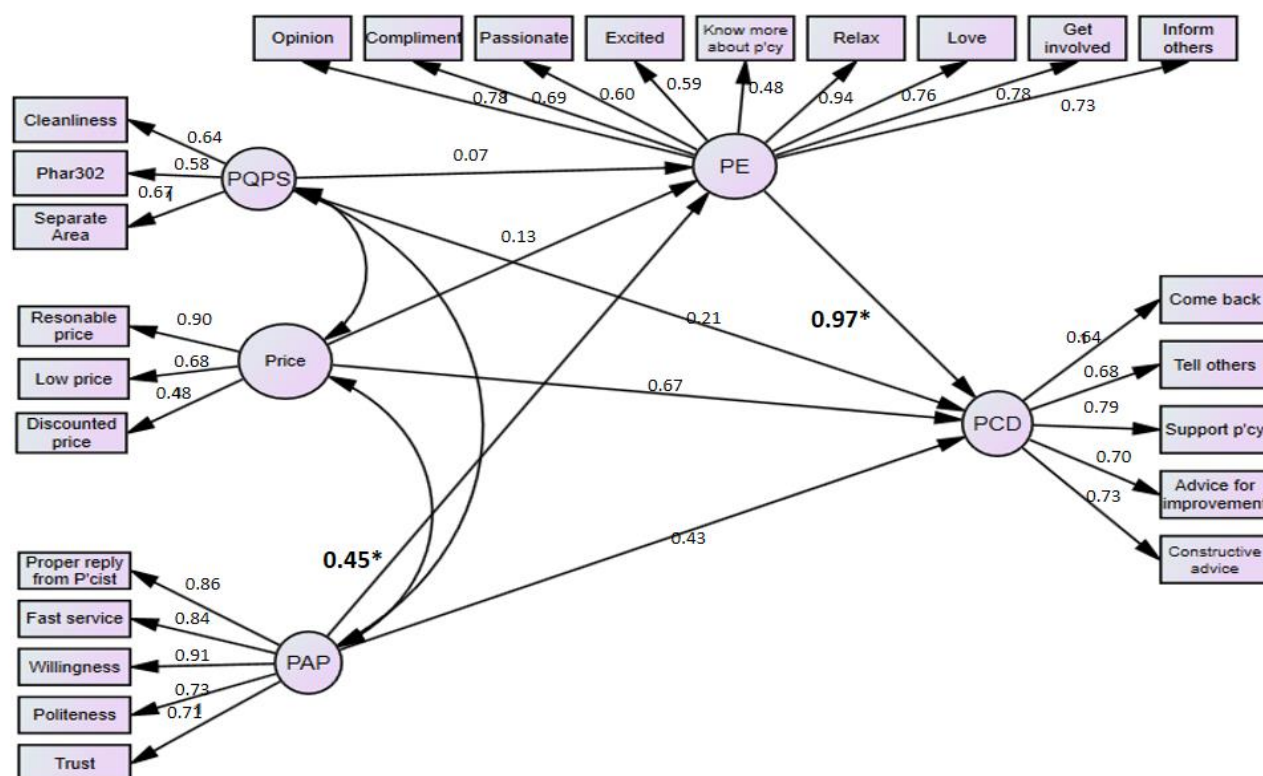 Opinion
Compliment
Passionate
Excited
Know more
about p'cy
Relax
Love
Get
involved
Inform
others
0.78
0.69
0.60
0.59
0.48
0.94
0.76
0.78
0.73
Cleanliness
Phar302
Separate
Area
0.64
0.58
0.67
PQPS
0.07
PE
0.13
Resonable
price
Low price
Discounted
price
0.90
0.68
0.48
Price
0.21
0.97*
0.67
PCD
0.64
0.68
0.79
0.70
0.73
Come back
Tell others
Support p'cy
Advice for
improvement
Constructive
advice
0.45*
0.43
Proper reply
from P'cist
Fast service
Willingness
Politeness
Trust
0.86
0.84
0.91
0.73
0.71
PAP